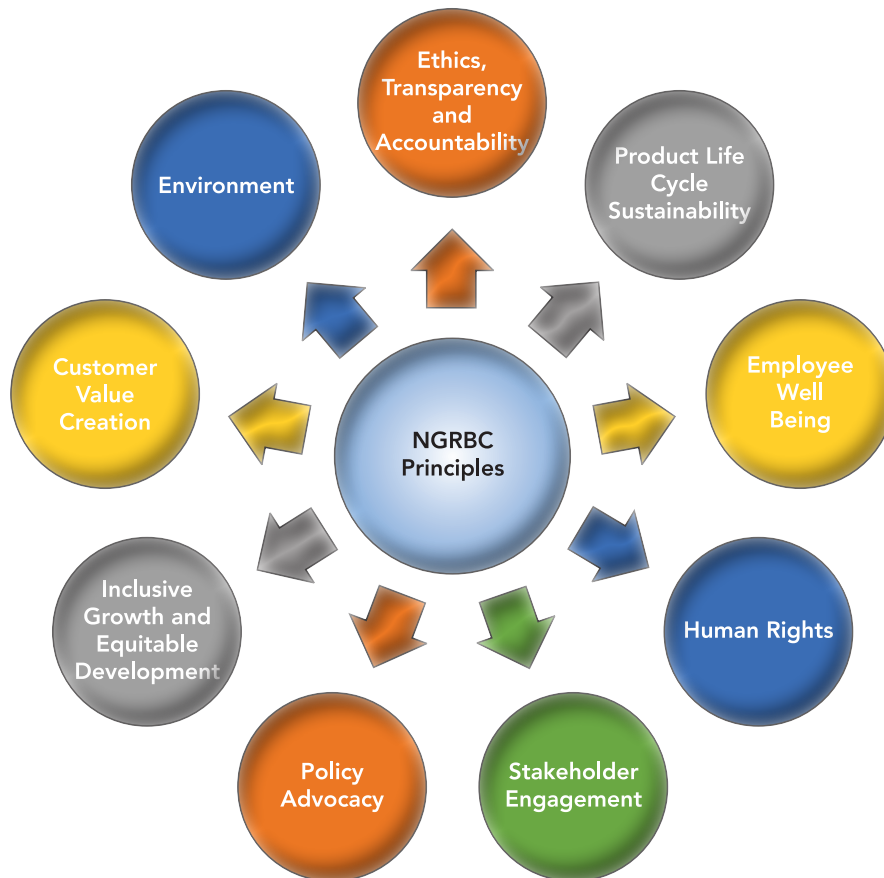 Ethics,
Transparency
and
Accountability
Product Life
Cycle
Sustainability
Employee
Well
Being
Human Rights
Stakeholder
Engagement
Policy
Advocacy
Inclusive
Growth and
Equitable
Development
Customer
Value
Creation
Environment
NGRBC
Principles